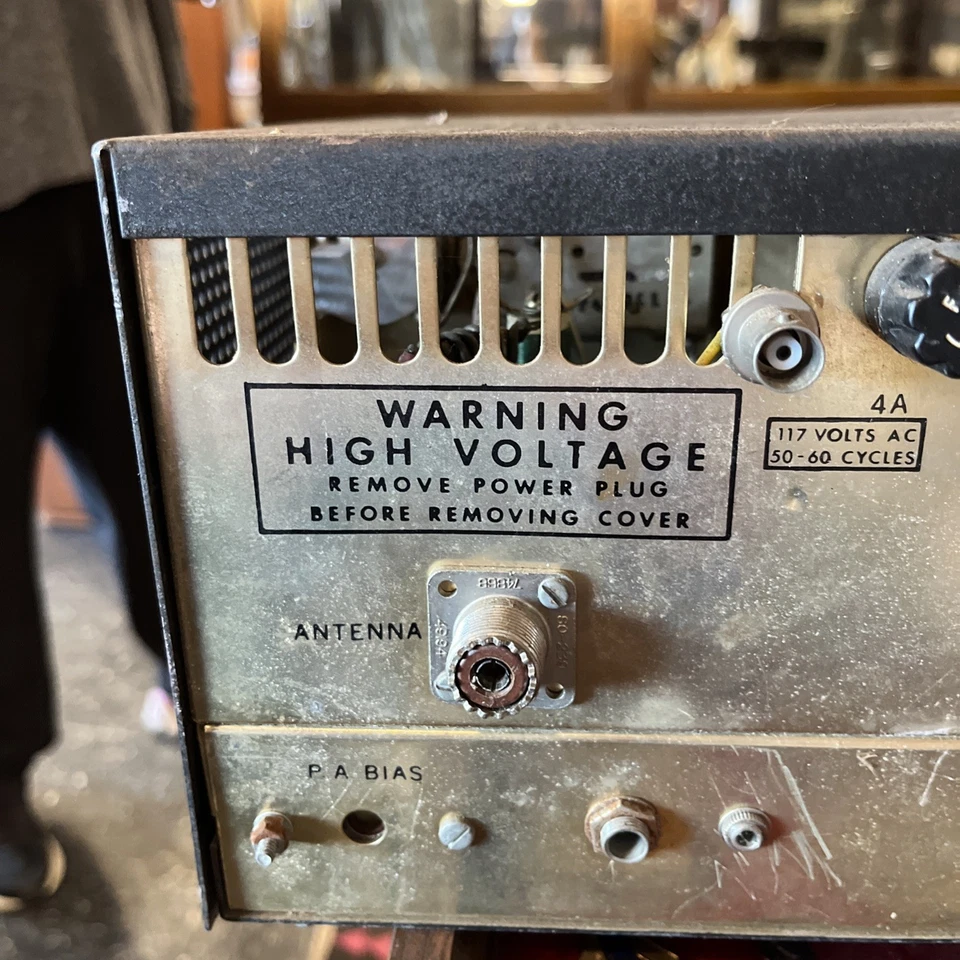 WARNING
HIGH VOLTAGE
REMOVE POWER PLUG
BEFORE REMOVING COVER
4A
117 VOLTS AC
50-60 CYCLES
ANTENNA
P A BIAS